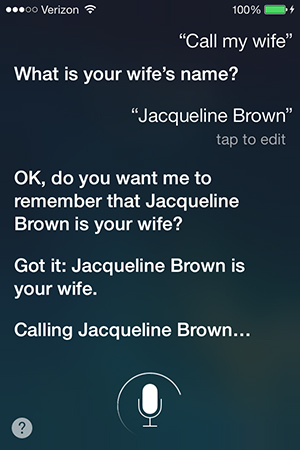 Verizon 100%
“Call my wife”
What is your wife’s name?
“Jacqueline Brown”
tap to edit
OK, do you want me to
remember that Jacqueline
Brown is your wife?
Got it: Jacqueline Brown is
your wife.
Calling Jacqueline Brown…
?